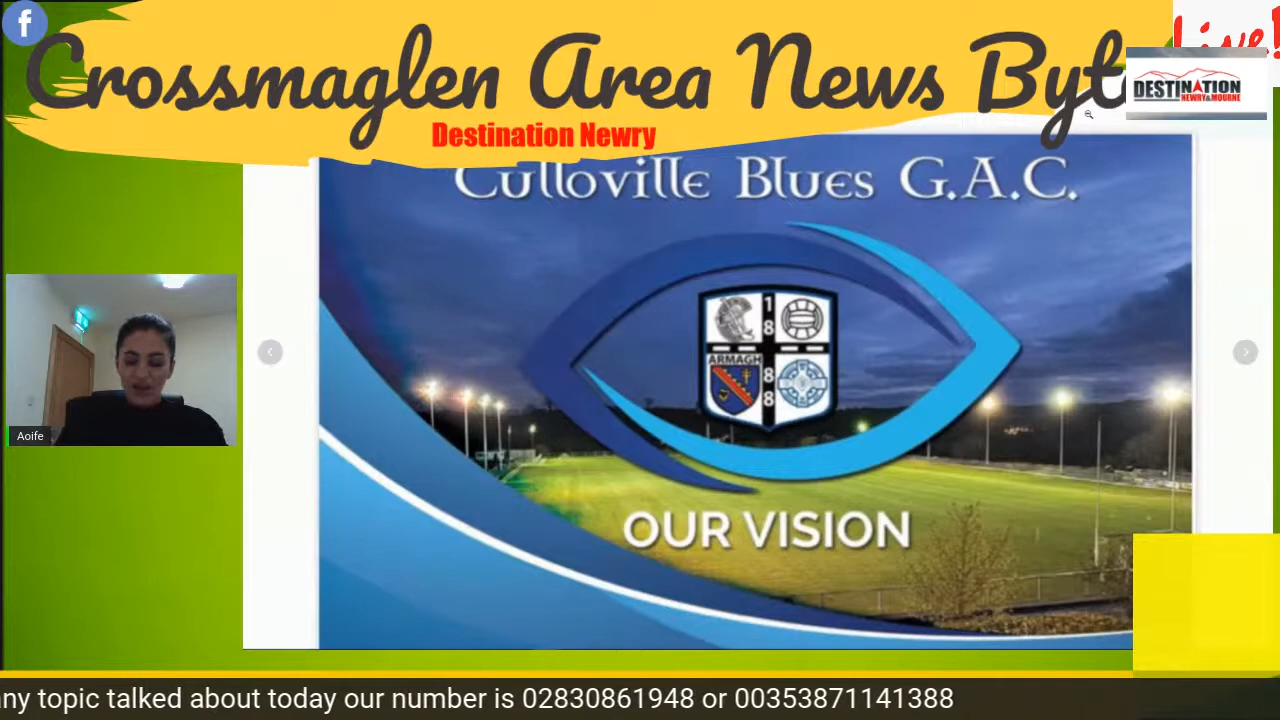 f
Crossmaglen Area News Byt
Live!
DESTINATION
NEWRY&MOURNE
Destination Newry
Culloville Blues G.A.C.
1
8
ARMAGH
8
8
OUR VISION
Aoife
any topic talked about today our number is 02830861948 or 00353871141388